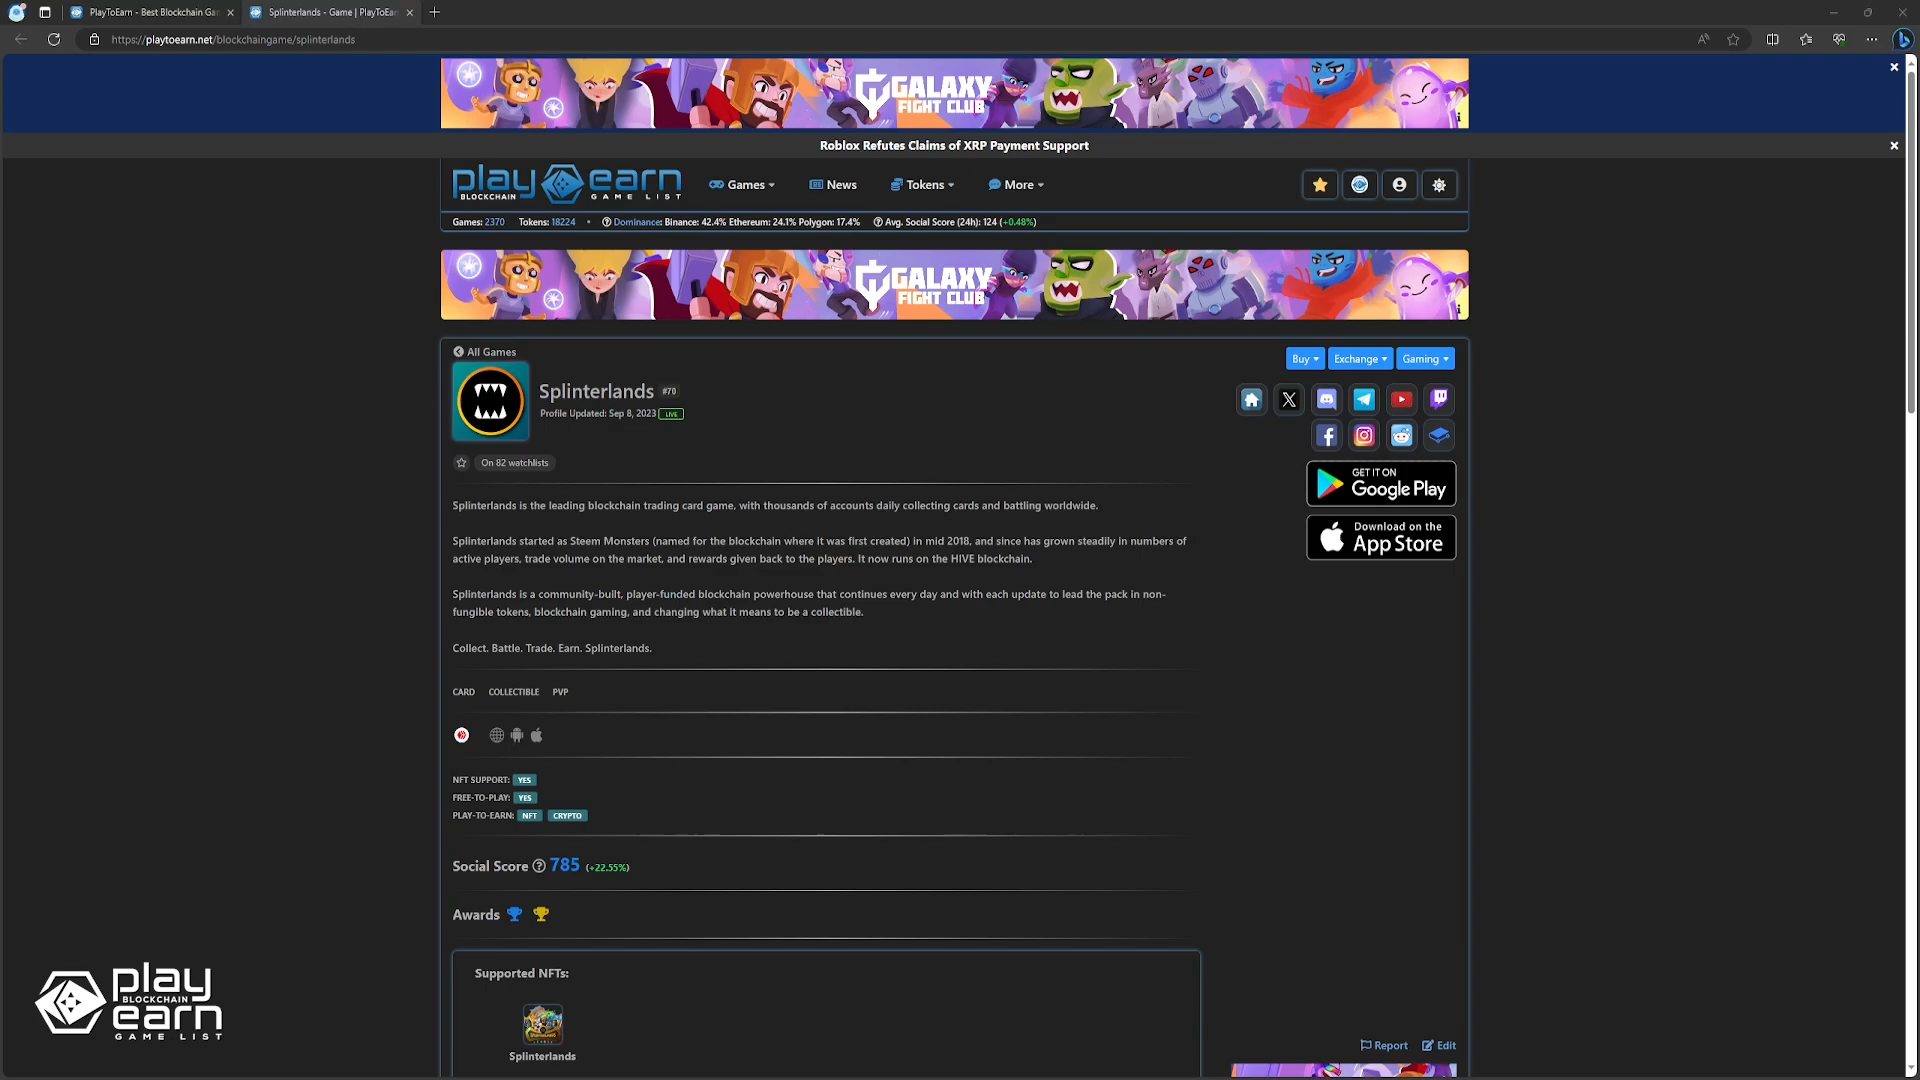 PlayToEarn - Best Blockchain Gan
Splinterlands - Game | PlayToEar
https://playtoearn.net/blockchaingame/splinterlands
GALAXY
FIGHT CLUB
Roblox Refutes Claims of XRP Payment Support
play earn
BLOCKCHAIN GAME LIST
Games
News
Tokens
More
Games: 2370 Tokens: 18224 • Dominance: Binance: 42.4% Ethereum: 24.1% Polygon: 17.4% Avg. Social Score (24h): 124 (+0.48%)
GALAXY
FIGHT CLUB
All Games
Buy
Exchange
Gaming
Splinterlands #70
Profile Updated: Sep 8, 2023 LIVE
On 82 watchlists
GET IT ON
Google Play
Download on the
App Store
Splinterlands is the leading blockchain trading card game, with thousands of accounts daily collecting cards and battling worldwide.
Splinterlands started as Steem Monsters (named for the blockchain where it was first created) in mid 2018, and since has grown steadily in numbers of
active players, trade volume on the market, and rewards given back to the players. It now runs on the HIVE blockchain.
Splinterlands is a community-built, player-funded blockchain powerhouse that continues every day and with each update to lead the pack in non-
fungible tokens, blockchain gaming, and changing what it means to be a collectible.
Collect. Battle. Trade. Earn. Splinterlands.
CARD COLLECTIBLE PVP
NFT SUPPORT: YES
FREE-TO-PLAY: YES
PLAY-TO-EARN: NFT CRYPTO
Social Score 785 (+22.55%)
Awards
Supported NFTs:
Splinterlands
Report
Edit
play
BLOCKCHAIN
earn
GAME LIST